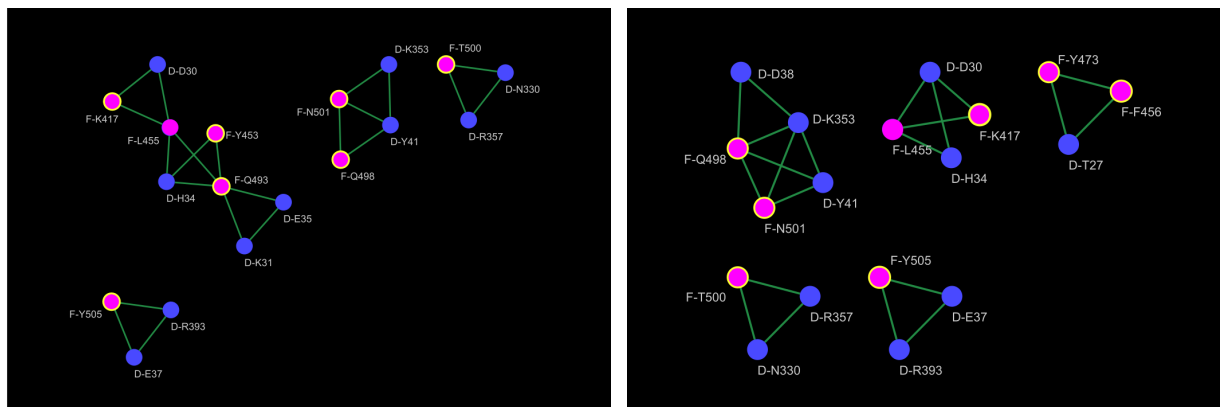 D-K353
F-T500
D-D30
D-N330
F-K417
F-N501
F-L455
F-Y453
D-Y41
D-R357
F-Q498
F-Q493
D-H34
D-E35
D-K31
F-Y505
D-R393
D-E37
F-Y473
D-D38
D-D30
F-F456
D-K353
F-K417
F-L455
F-Q498
D-T27
D-H34
D-Y41
F-N501
F-Y505
F-T500
D-R357
D-E37
D-N330
D-R393